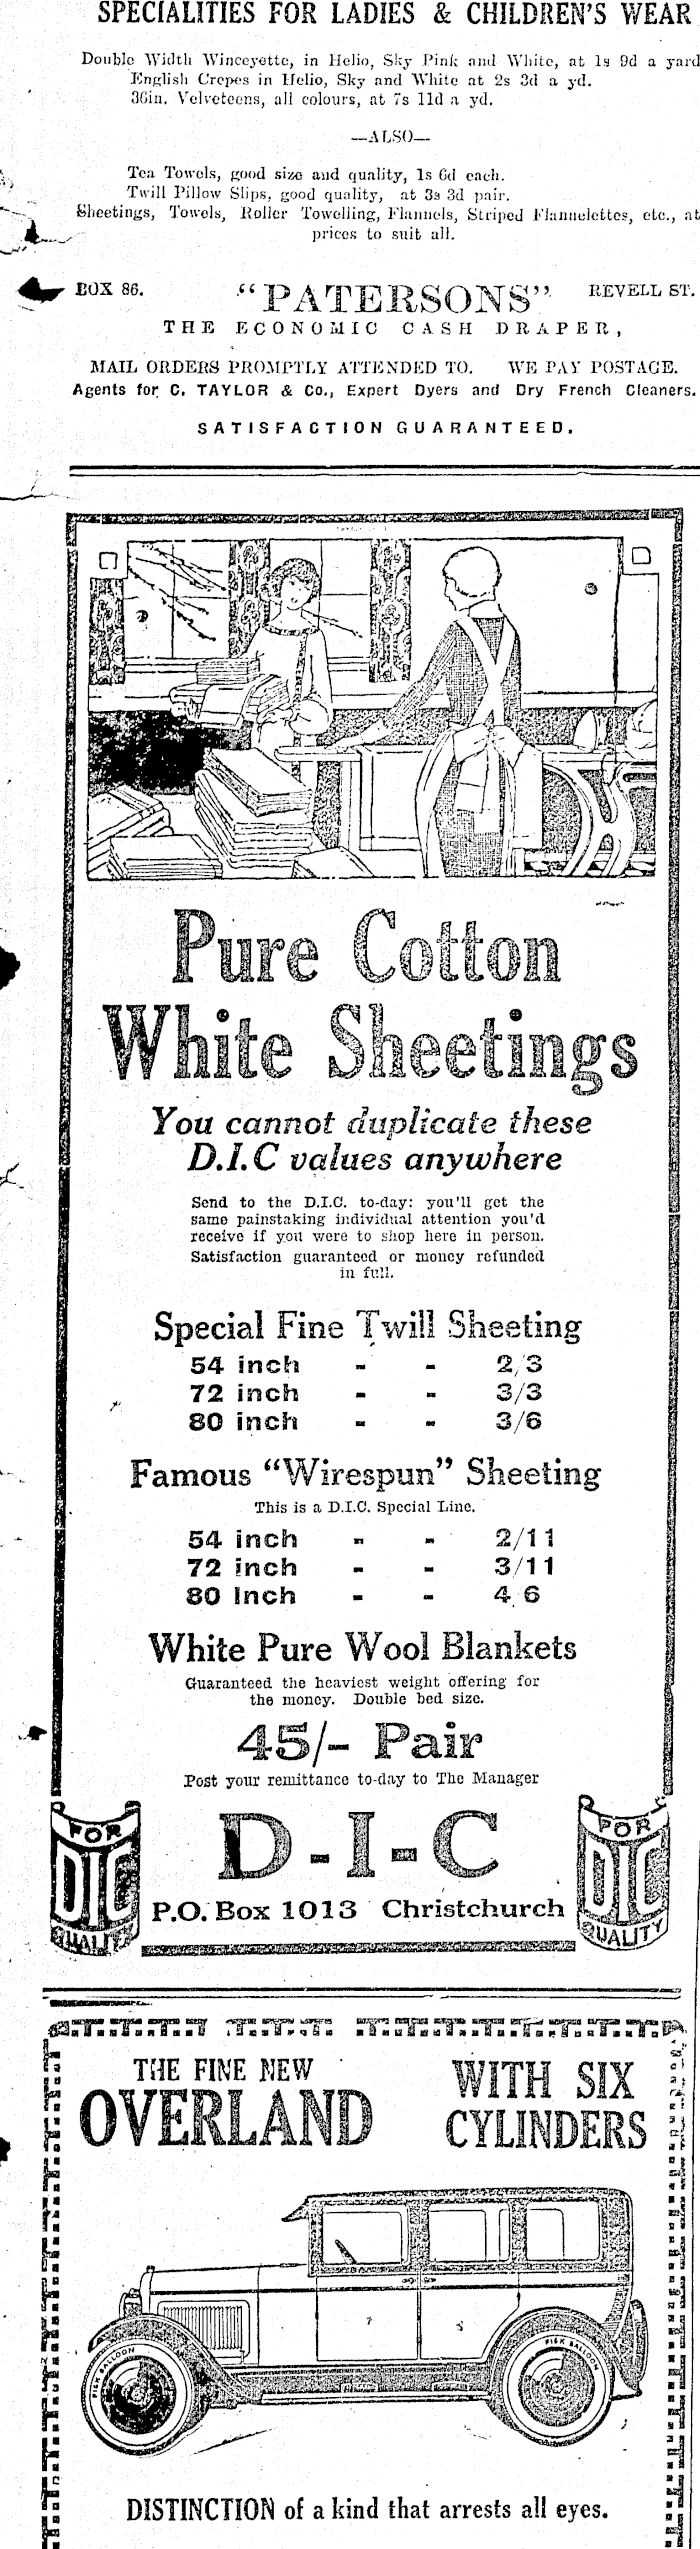 SPECIALITIES FOR LADIES & CHILDREN'S WEAR
Double Width Winceyette, in Helio, Sky Pink and White, at 1s 9d a yard
English Crepes in Helio, Sky and White at 2s 3d a yd.
36in. Velveteens, all colours, at 7s 11d a yd.
—ALSO—
Tea Towels, good size and quality, 1s 6d each.
Twill Pillow Slips, good quality, at 3s 3d pair.
Sheetings, Towels, Roller Towelling, Flannels, Striped Flannelettes, etc., at
prices to suit all.
BOX 86. "PATERSONS" REVELL ST.
THE ECONOMIC CASH DRAPER,
MAIL ORDERS PROMPTLY ATTENDED TO. WE PAY POSTAGE.
Agents for C. TAYLOR & Co., Expert Dyers and Dry French Cleaners.
SATISFACTION GUARANTEED.
Pure Cotton
White Sheetings
You cannot duplicate these
D.I.C values anywhere
Send to the D.I.C. to-day: you'll get the
same painstaking individual attention you'd
receive if you were to shop here in person.
Satisfaction guaranteed or money refunded
in full.
Special Fine Twill Sheeting
54 inch - - 2/3
72 inch - - 3/3
80 inch - - 3/6
Famous "Wirespun" Sheeting
This is a D.I.C. Special Line.
54 inch - - 2/11
72 inch - - 3/11
80 inch - - 4/6
White Pure Wool Blankets
Guaranteed the heaviest weight offering for
the money. Double bed size.
45/- Pair
Post your remittance to-day to The Manager
FOR
DIC
QUALITY
D-I-C
P.O. Box 1013 Christchurch
FOR
DIC
QUALITY
THE FINE NEW
OVERLAND
WITH SIX
CYLINDERS
BALLOON
BALLOON
DISTINCTION of a kind that arrests all eyes.